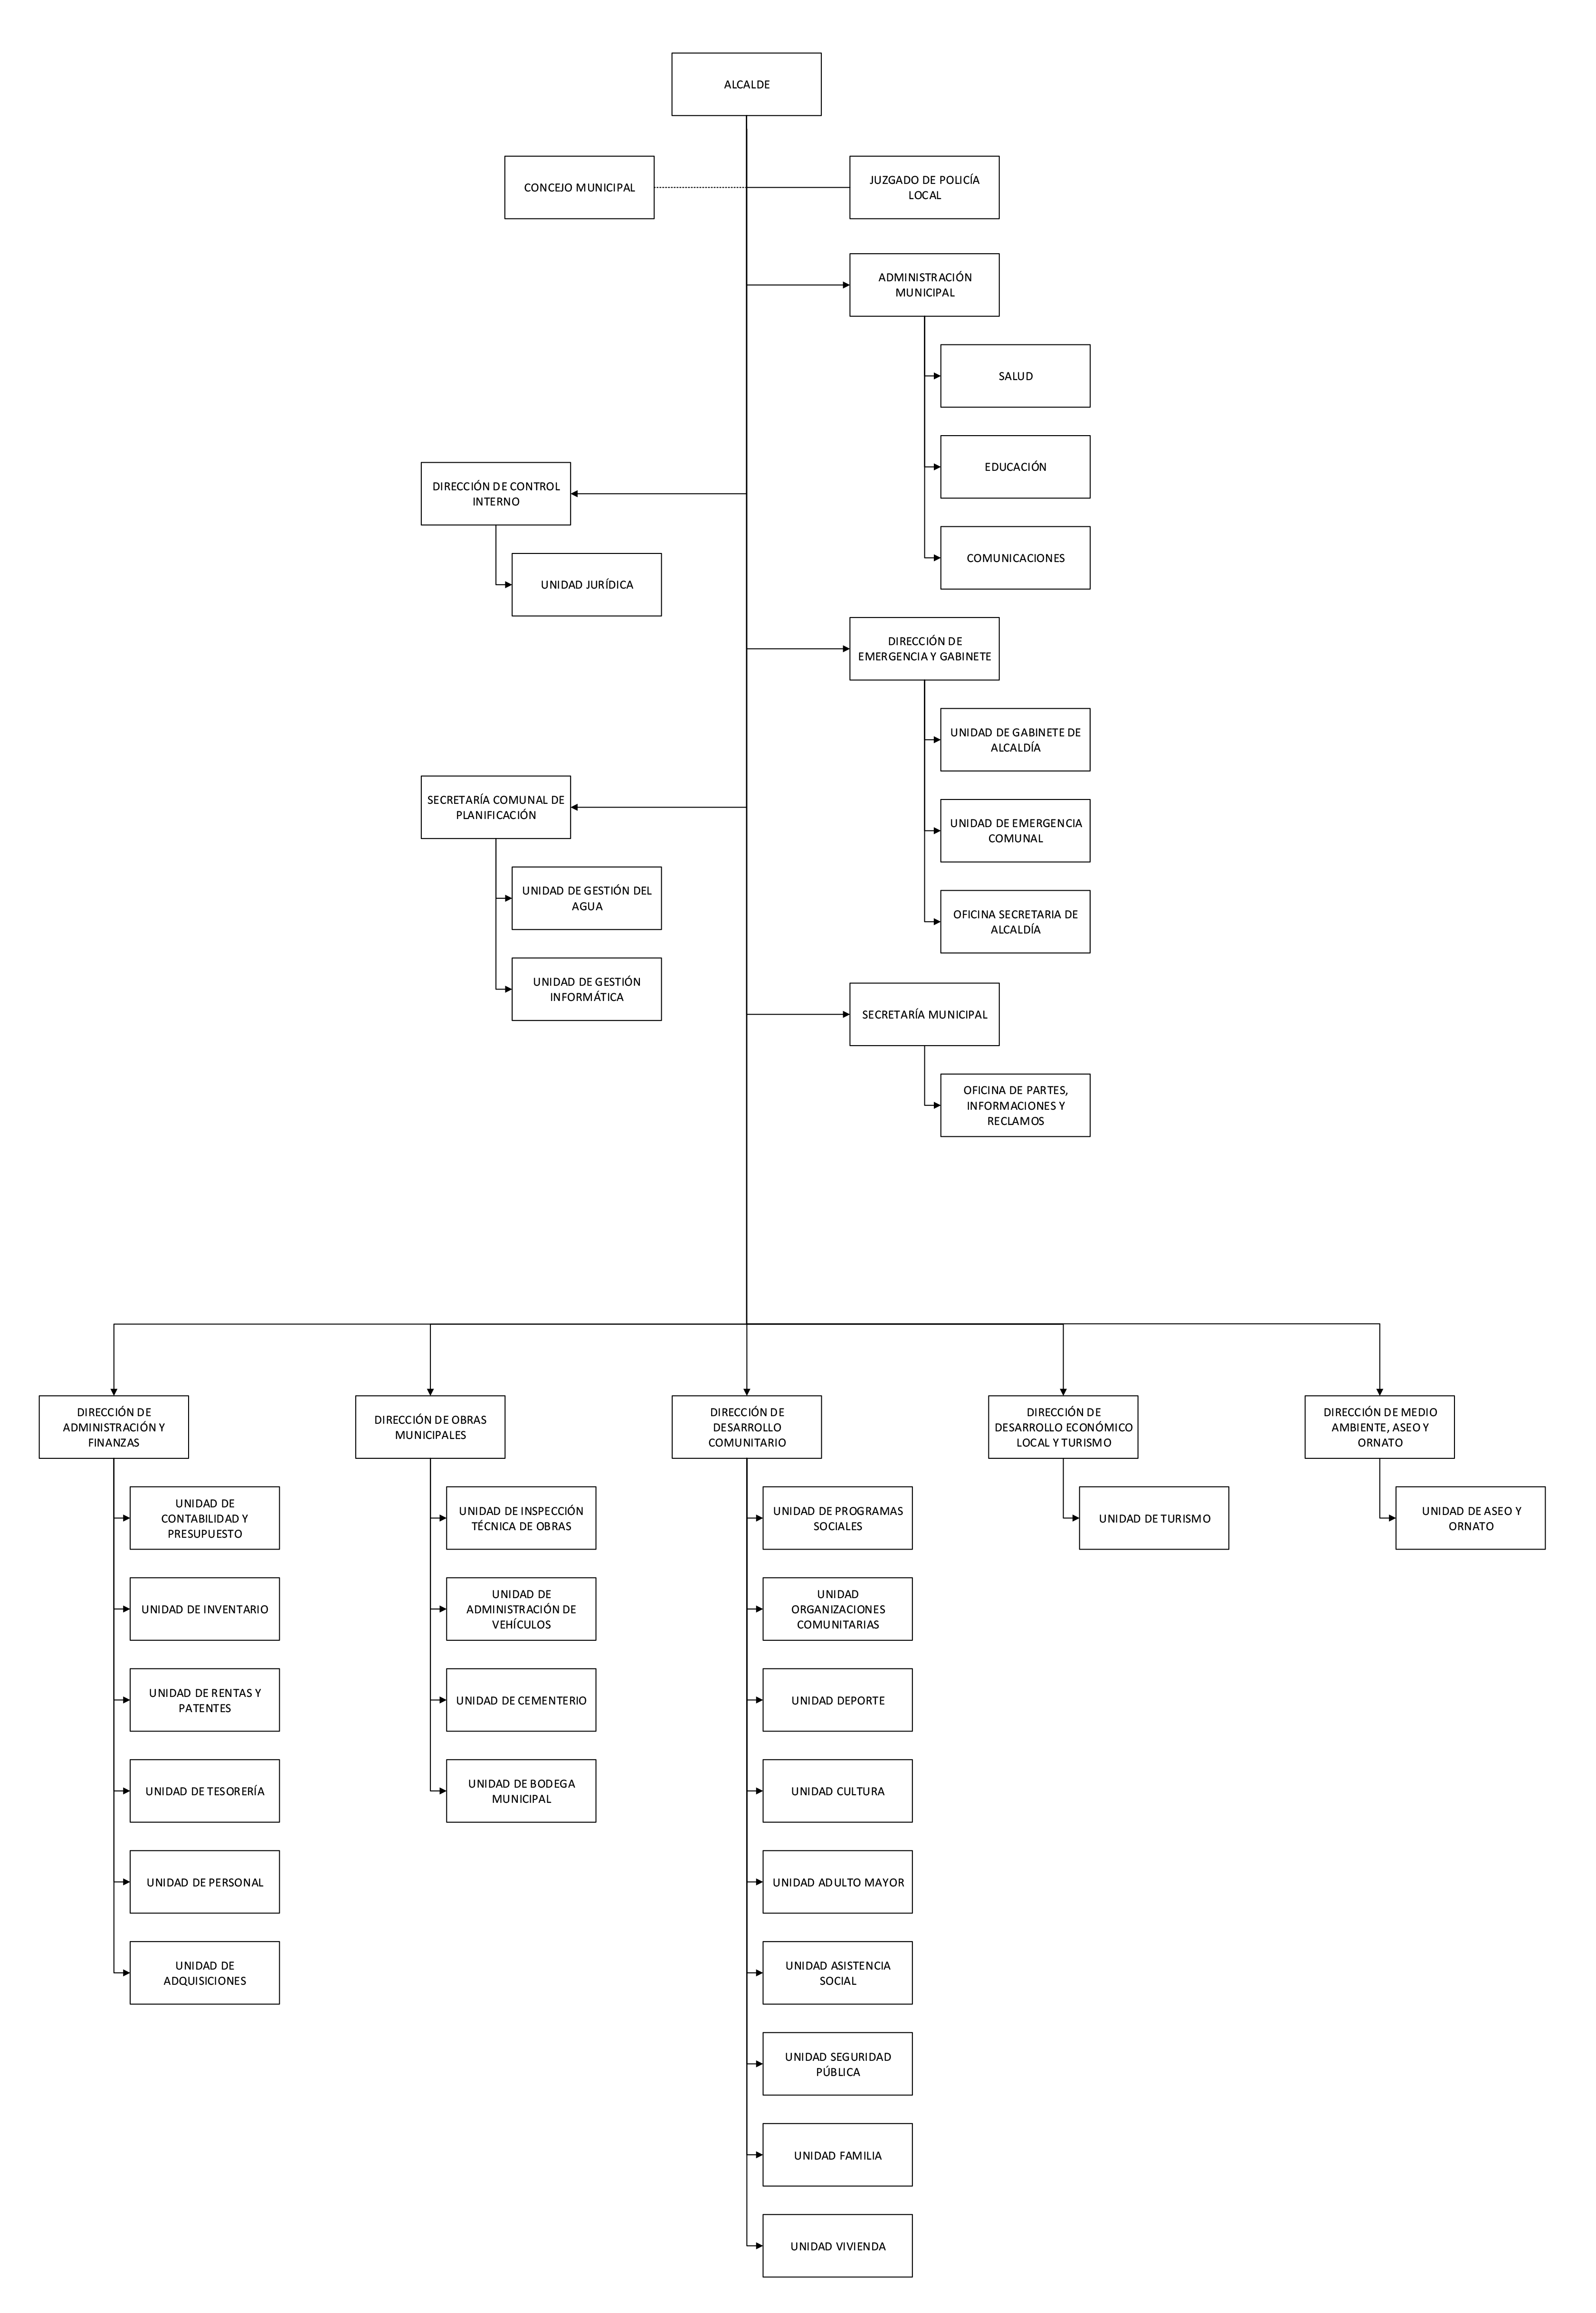 ALCALDE
CONCEJO MUNICIPAL
JUZGADO DE POLICÍA
LOCAL
ADMINISTRACIÓN
MUNICIPAL
SALUD
EDUCACIÓN
COMUNICACIONES
DIRECCIÓN DE CONTROL
INTERNO
UNIDAD JURÍDICA
DIRECCIÓN DE
EMERGENCIA Y GABINETE
UNIDAD DE GABINETE DE
ALCALDÍA
UNIDAD DE EMERGENCIA
COMUNAL
OFICINA SECRETARIA DE
ALCALDÍA
SECRETARÍA COMUNAL DE
PLANIFICACIÓN
UNIDAD DE GESTIÓN DEL
AGUA
UNIDAD DE GESTIÓN
INFORMÁTICA
SECRETARÍA MUNICIPAL
OFICINA DE PARTES,
INFORMACIONES Y
RECLAMOS
DIRECCIÓN DE
ADMINISTRACIÓN Y
FINANZAS
UNIDAD DE
CONTABILIDAD Y
PRESUPUESTO
UNIDAD DE INVENTARIO
UNIDAD DE RENTAS Y
PATENTES
UNIDAD DE TESORERÍA
UNIDAD DE PERSONAL
UNIDAD DE
ADQUISICIONES
DIRECCIÓN DE OBRAS
MUNICIPALES
UNIDAD DE INSPECCIÓN
TÉCNICA DE OBRAS
UNIDAD DE
ADMINISTRACIÓN DE
VEHÍCULOS
UNIDAD DE CEMENTERIO
UNIDAD DE BODEGA
MUNICIPAL
DIRECCIÓN DE
DESARROLLO
COMUNITARIO
UNIDAD DE PROGRAMAS
SOCIALES
UNIDAD
ORGANIZACIONES
COMUNITARIAS
UNIDAD DEPORTE
UNIDAD CULTURA
UNIDAD ADULTO MAYOR
UNIDAD ASISTENCIA
SOCIAL
UNIDAD SEGURIDAD
PÚBLICA
UNIDAD FAMILIA
UNIDAD VIVIENDA
DIRECCIÓN DE
DESARROLLO ECONÓMICO
LOCAL Y TURISMO
UNIDAD DE TURISMO
DIRECCIÓN DE MEDIO
AMBIENTE, ASEO Y
ORNATO
UNIDAD DE ASEO Y
ORNATO